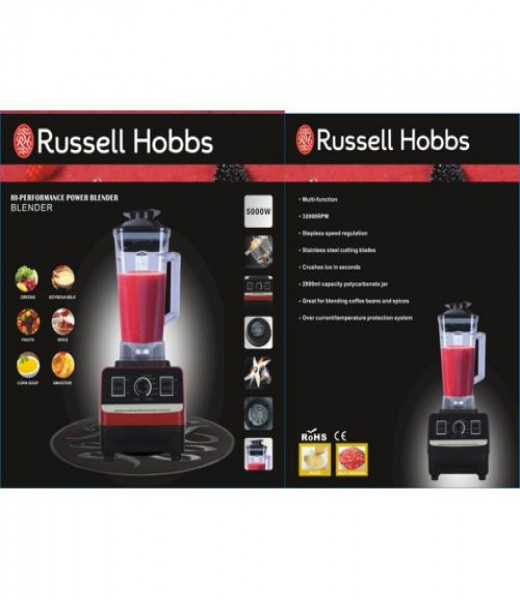 Russell Hobbs
HI-PERFORMANCE POWER BLENDER
BLENDER
5000W
GREENS
SOYBEAN MILK
FRUITS
SPICE
CORN SOUP
SMOOTHIE
Russell Hobbs
• Multi-function
• 32000RPM
• Stepless speed regulation
• Stainless steel cutting blades
• Crushes ice in seconds
• 2000ml capacity polycarbonate jar
• Great for blending coffee beans and spices
• Over current/temperature protection system
RoHS CE